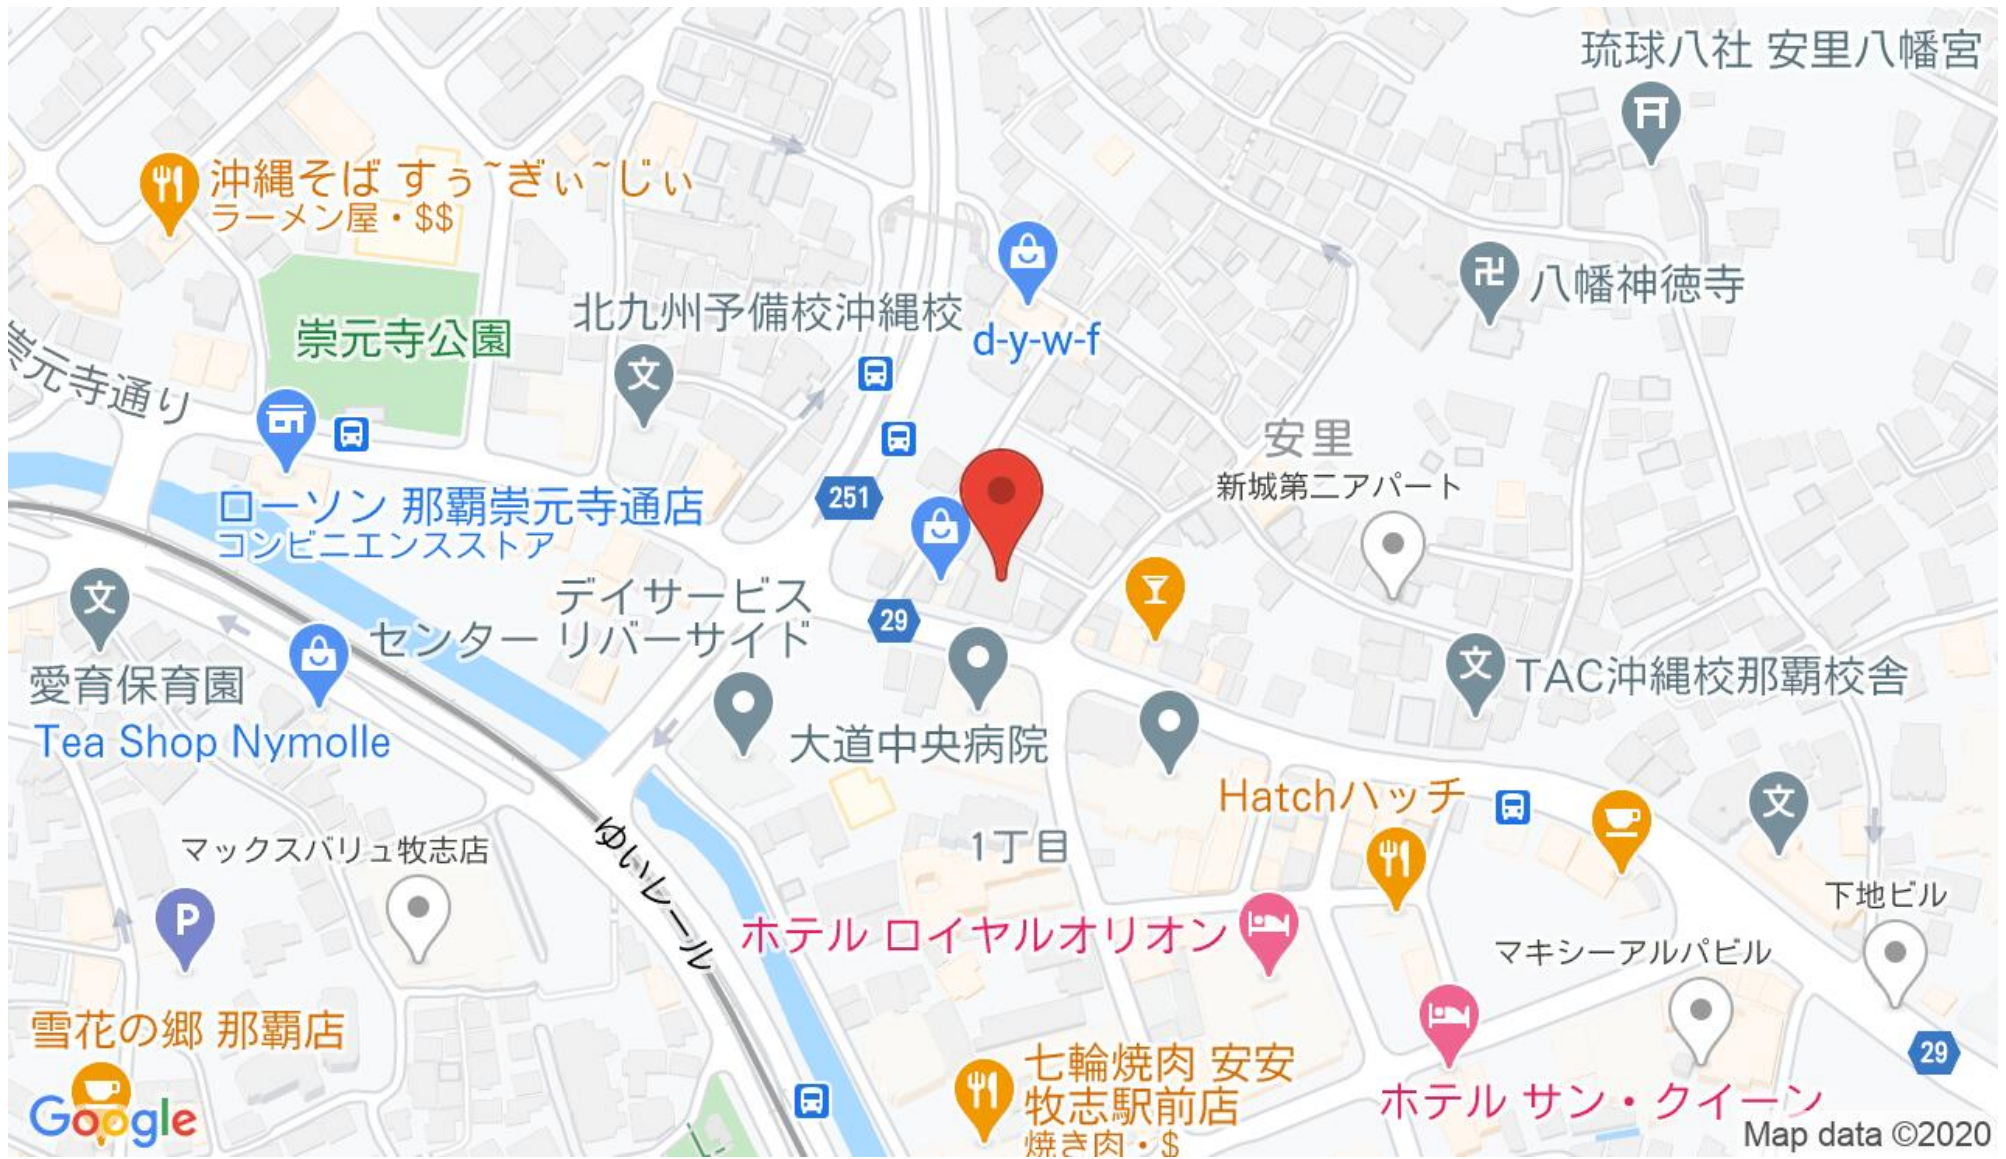 琉球八社 安里八幡宮
沖縄そば すぅ~ぎぃ~じぃ
ラーメン屋・$$
八幡神徳寺
北九州予備校沖縄校
崇元寺公園
d-y-w-f
文
崇元寺通り
安里
新城第二アパート
251
ローソン 那覇崇元寺通店
コンビニエンスストア
デイサービス
センター リバーサイド
29
文
愛育保育園
文
TAC沖縄校那覇校舎
Tea Shop Nymolle
大道中央病院
Hatchハッチ
文
マックスバリュ牧志店
ゆいレール
1丁目
下地ビル
P
ホテル ロイヤルオリオン
マキシーアルパビル
雪花の郷 那覇店
七輪焼肉 安安
牧志駅前店
焼き肉・$
29
ホテル サン・クイーン
Google
Map data ©2020